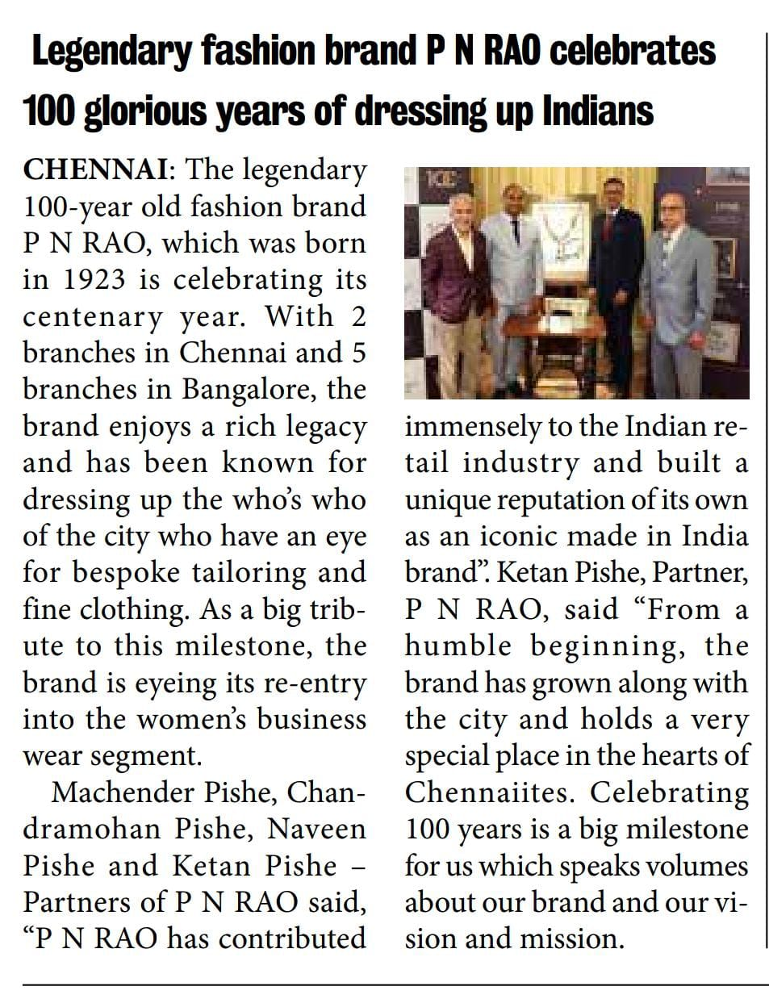 Legendary fashion brand P N RAO celebrates
100 glorious years of dressing up Indians
CHENNAI: The legendary
100-year old fashion brand
P N RAO, which was born
in 1923 is celebrating its
centenary year. With 2
branches in Chennai and 5
branches in Bangalore, the
brand enjoys a rich legacy
and has been known for
dressing up the who's who
of the city who have an eye
for bespoke tailoring and
fine clothing. As a big trib-
ute to this milestone, the
brand is eyeing its re-entry
into the women's business
wear segment.
Machender Pishe, Chan-
dramohan Pishe, Naveen
Pishe and Ketan Pishe –
Partners of P N RAO said,
“P N RAO has contributed
immensely to the Indian re-
tail industry and built a
unique reputation of its own
as an iconic made in India
brand”. Ketan Pishe, Partner,
P N RAO, said “From a
humble beginning, the
brand has grown along with
the city and holds a very
special place in the hearts of
Chennaiites. Celebrating
100 years is a big milestone
for us which speaks volumes
about our brand and our vi-
sion and mission.